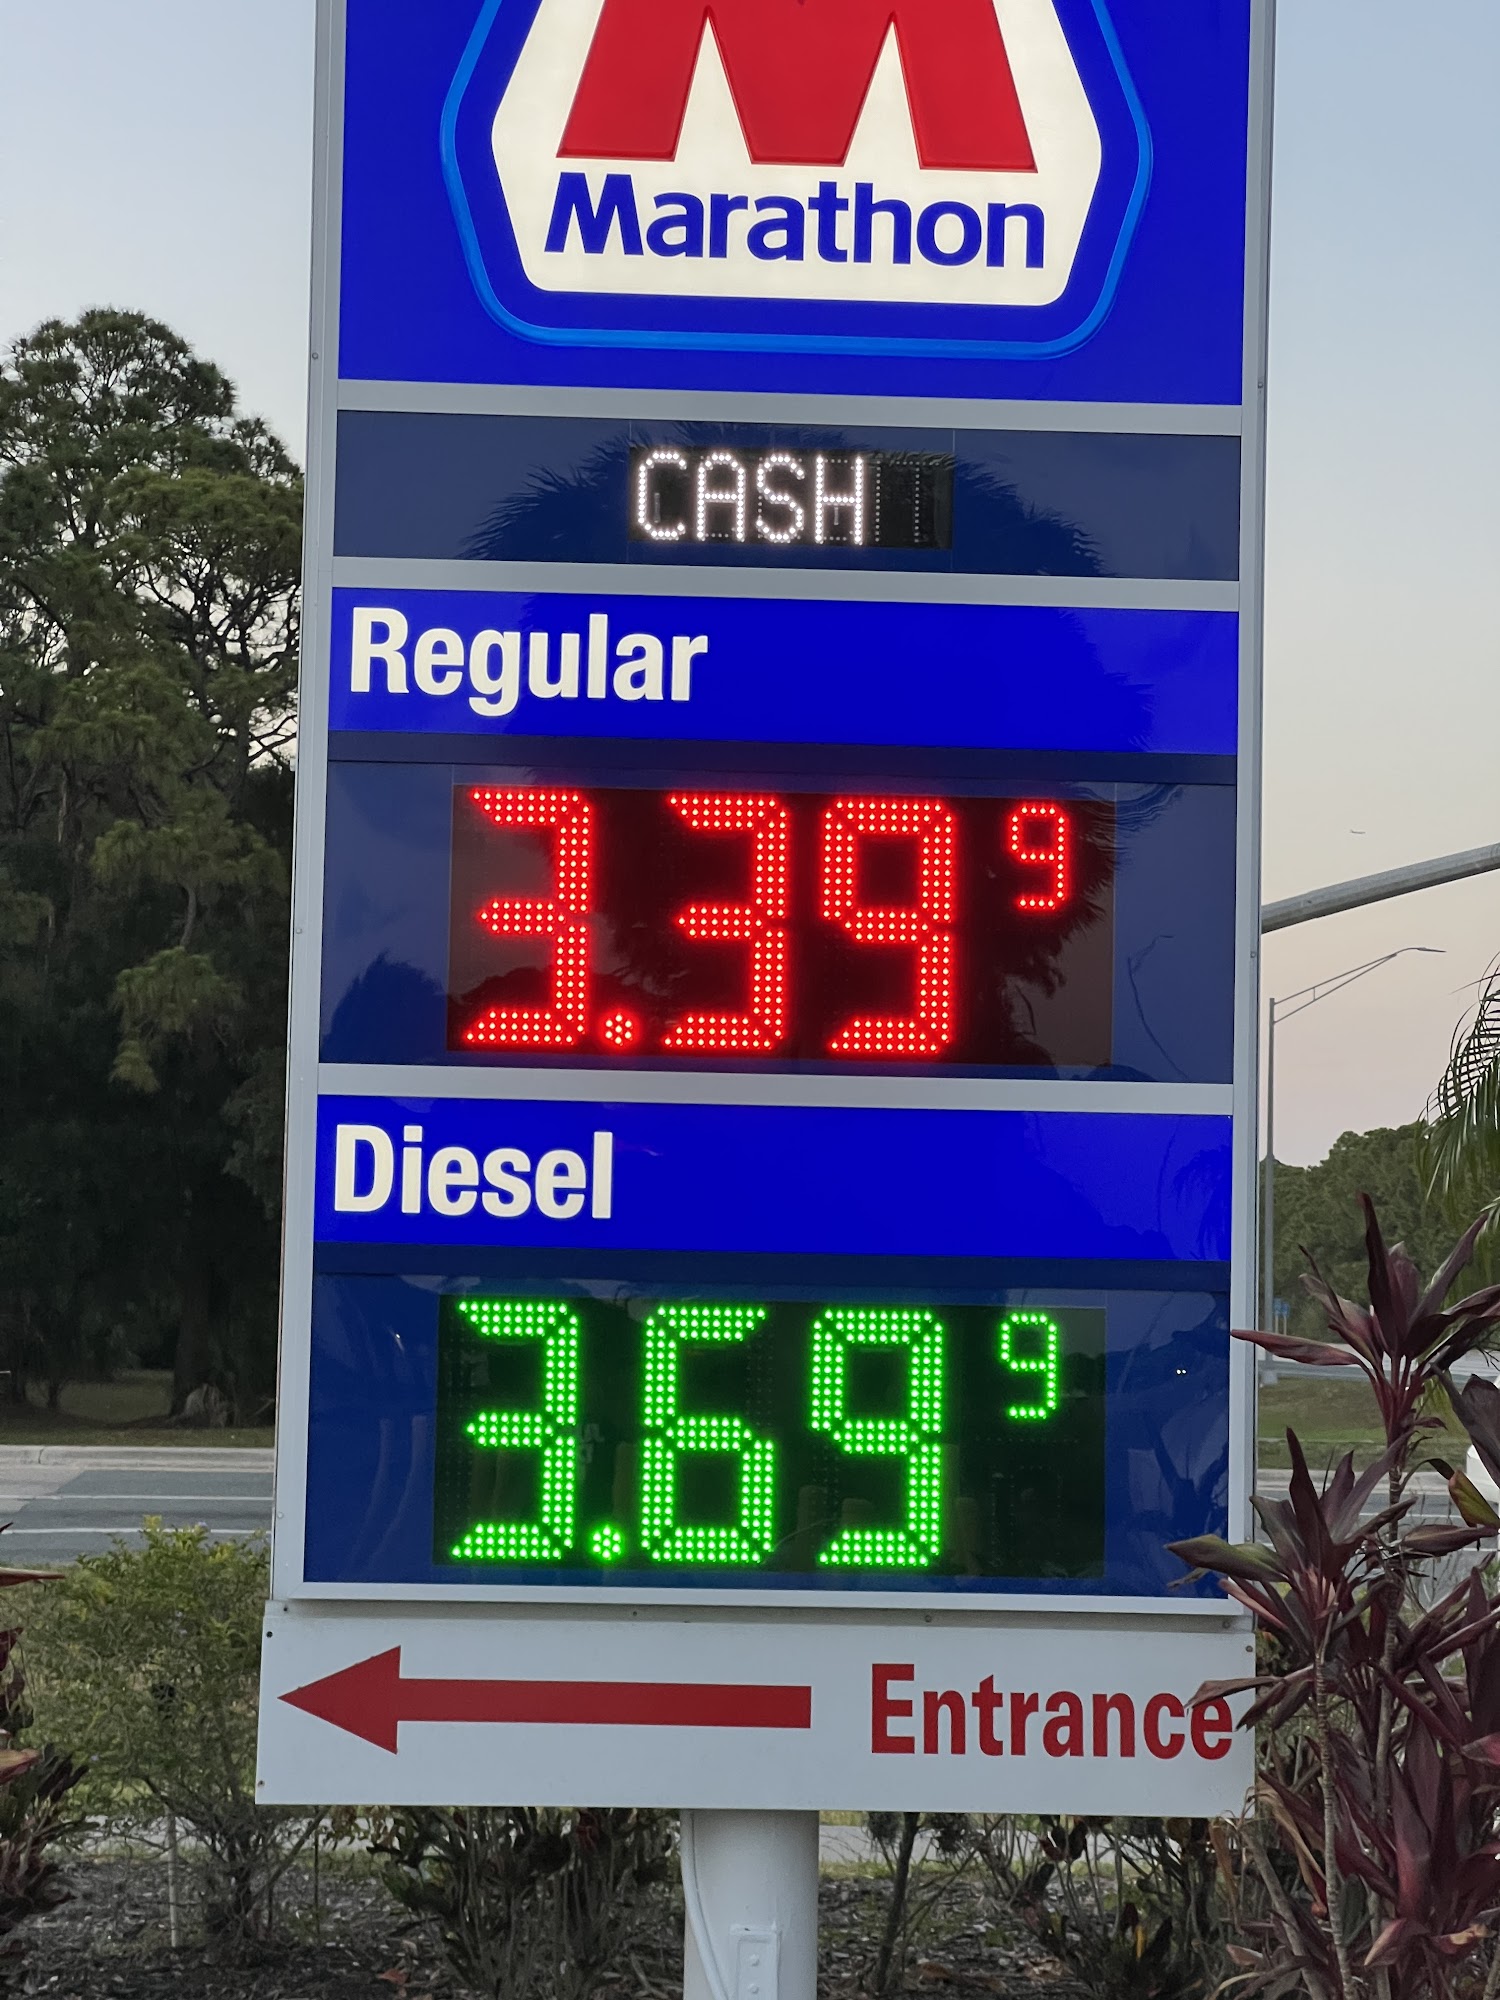 Marathon
CASH
Regular
3.39 9
Diesel
3.69 9
Entrance